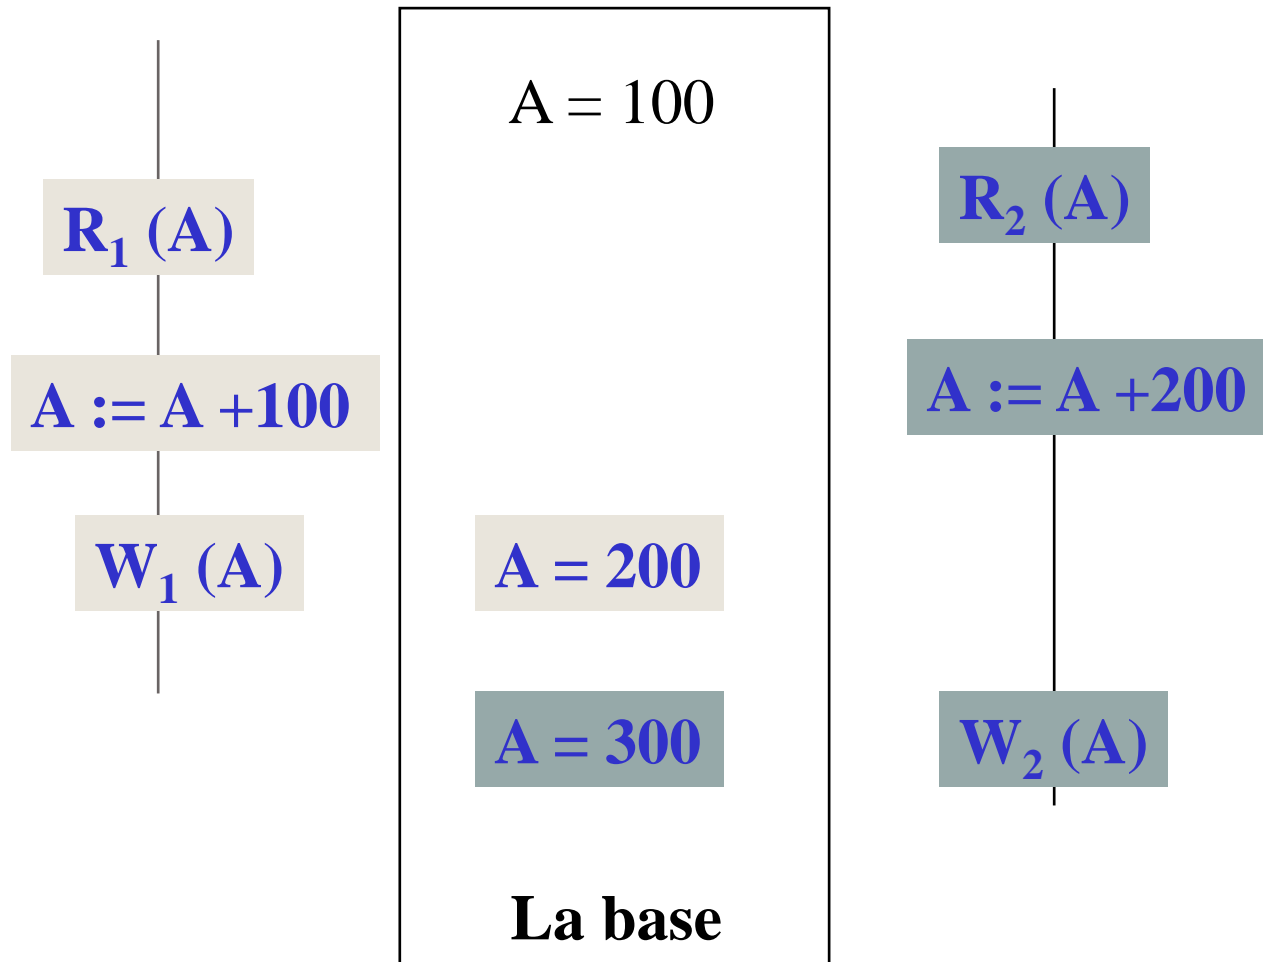 A = 100
R₂ (A)
R₁ (A)
A := A +200
A := A +100
W₁ (A)
A = 200
A = 300
W₂ (A)
La base